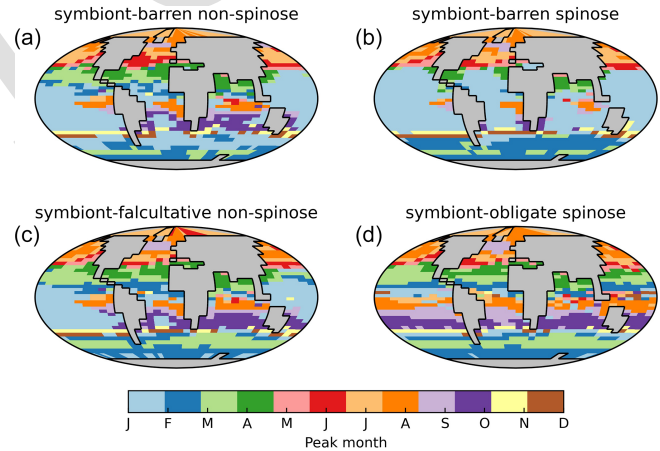 symbiont-barren non-spinose
symbiont-barren spinose
(a)
(b)
symbiont-falcultative non-spinose
symbiont-obligate spinose
(c)
(d)
J F M A M J J A S O N D
Peak month